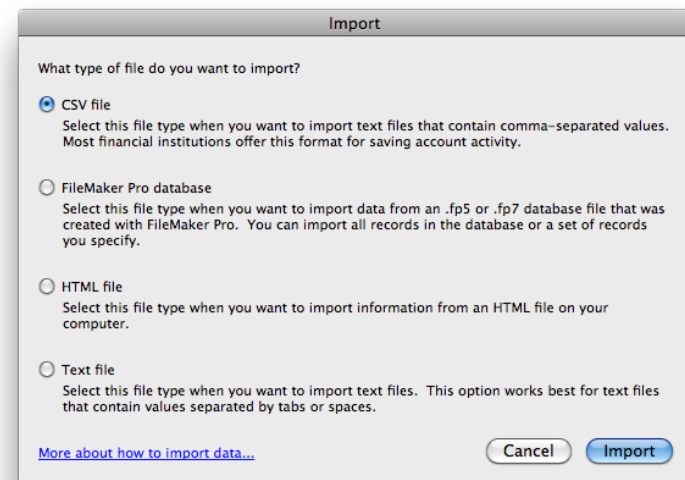 Import
What type of file do you want to import?
CSV file
Select this file type when you want to import text files that contain comma-separated values.
Most financial institutions offer this format for saving account activity.
FileMaker Pro database
Select this file type when you want to import data from an .fp5 or .fp7 database file that was
created with FileMaker Pro.  You can import all records in the database or a set of records
you specify.
HTML file
Select this file type when you want to import information from an HTML file on your
computer.
Text file
Select this file type when you want to import text files.  This option works best for text files
that contain values separated by tabs or spaces.
More about how to import data...
Cancel
Import